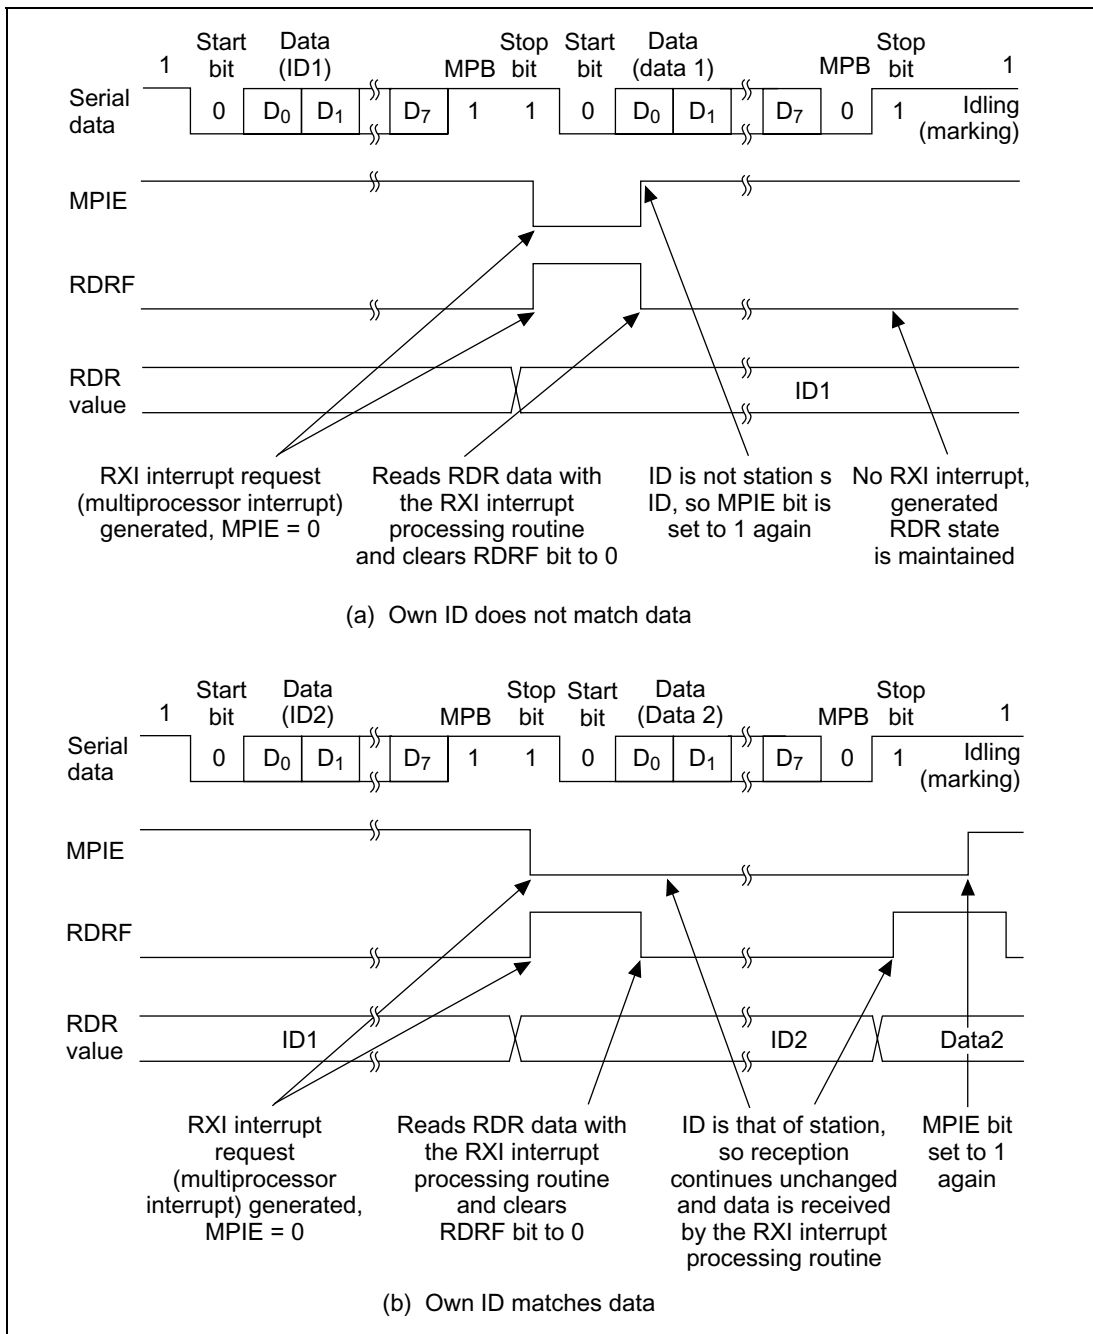 Start Data Stop Start Data Stop
1 bit (ID1) MPB bit bit (data 1) MPB bit 1
Serial data 0 D0 D1 D7 1 1 0 D0 D1 D7 0 1 Idling (marking)
MPIE
RDRF
RDR value ID1
RXI interrupt request
(multiprocessor interrupt)
generated, MPIE = 0
Reads RDR data with
the RXI interrupt
processing routine
and clears RDRF bit to 0
ID is not station s
ID, so MPIE bit is
set to 1 again
No RXI interrupt,
generated
RDR state
is maintained
(a) Own ID does not match data
Start Data Stop Start Data Stop
1 bit (ID2) MPB bit bit (Data 2) MPB bit 1
Serial data 0 D0 D1 D7 1 1 0 D0 D1 D7 0 1 Idling (marking)
MPIE
RDRF
RDR value ID1 ID2 Data2
RXI interrupt
request
(multiprocessor
interrupt) generated,
MPIE = 0
Reads RDR data with
the RXI interrupt
processing routine
and clears
RDRF bit to 0
ID is that of station,
so reception
continues unchanged
and data is received
by the RXI interrupt
processing routine
MPIE bit
set to 1
again
(b) Own ID matches data